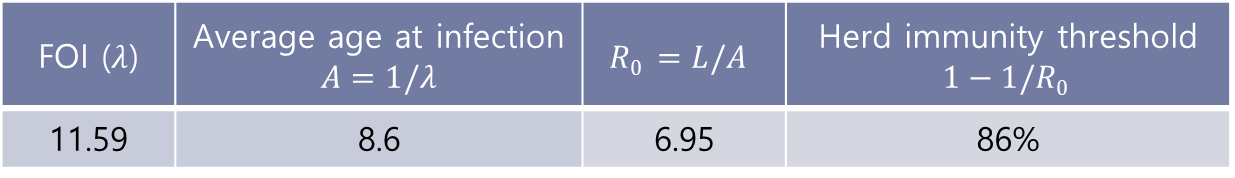 FOI (λ)
Average age at infection
A = 1/λ
R₀ = L/A
Herd immunity threshold
1 − 1/R₀
11.59
8.6
6.95
86%